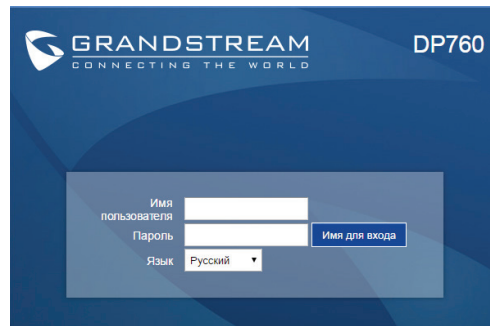 GRANDSTREAM
CONNECTING THE WORLD
DP760
Имя
пользователя
Пароль
Имя для входа
Язык
Русский